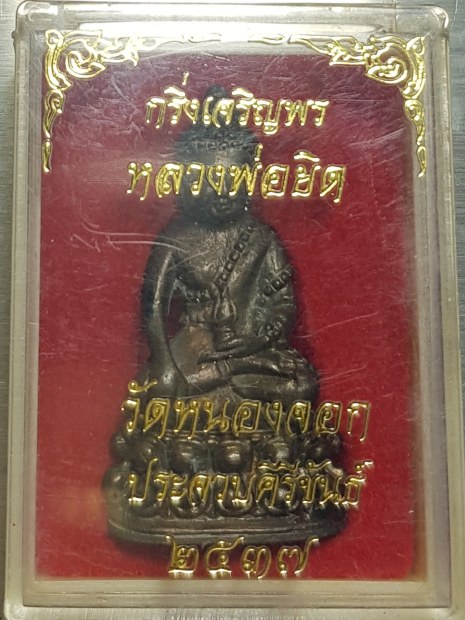 กริ่งเจริญพร
หลวงพ่อยิด
วัดหนองจอก
ประจวบคีรีขันธ์
๒๕๓๗